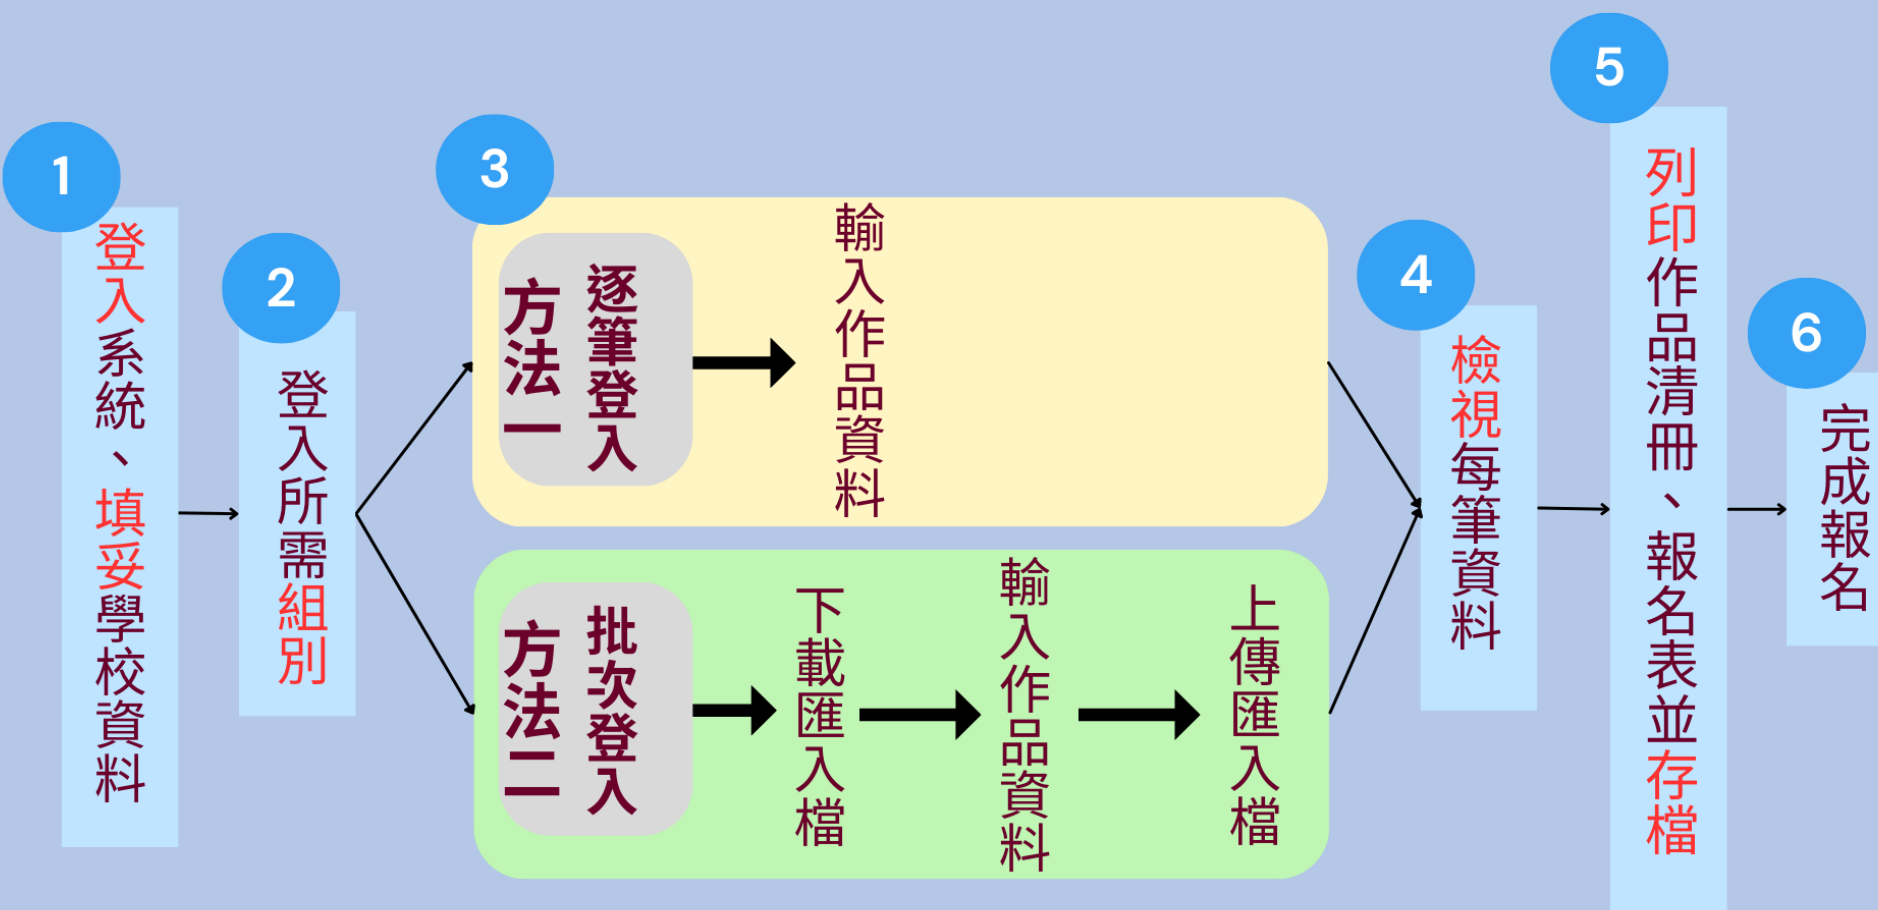 1
登入系統、填妥學校資料
2
登入所需組別
3
方法一
逐筆登入
輸入作品資料
方法二
批次登入
下載匯入檔
輸入作品資料
上傳匯入檔
4
檢視每筆資料
5
列印作品清冊、報名表並存檔
6
完成報名